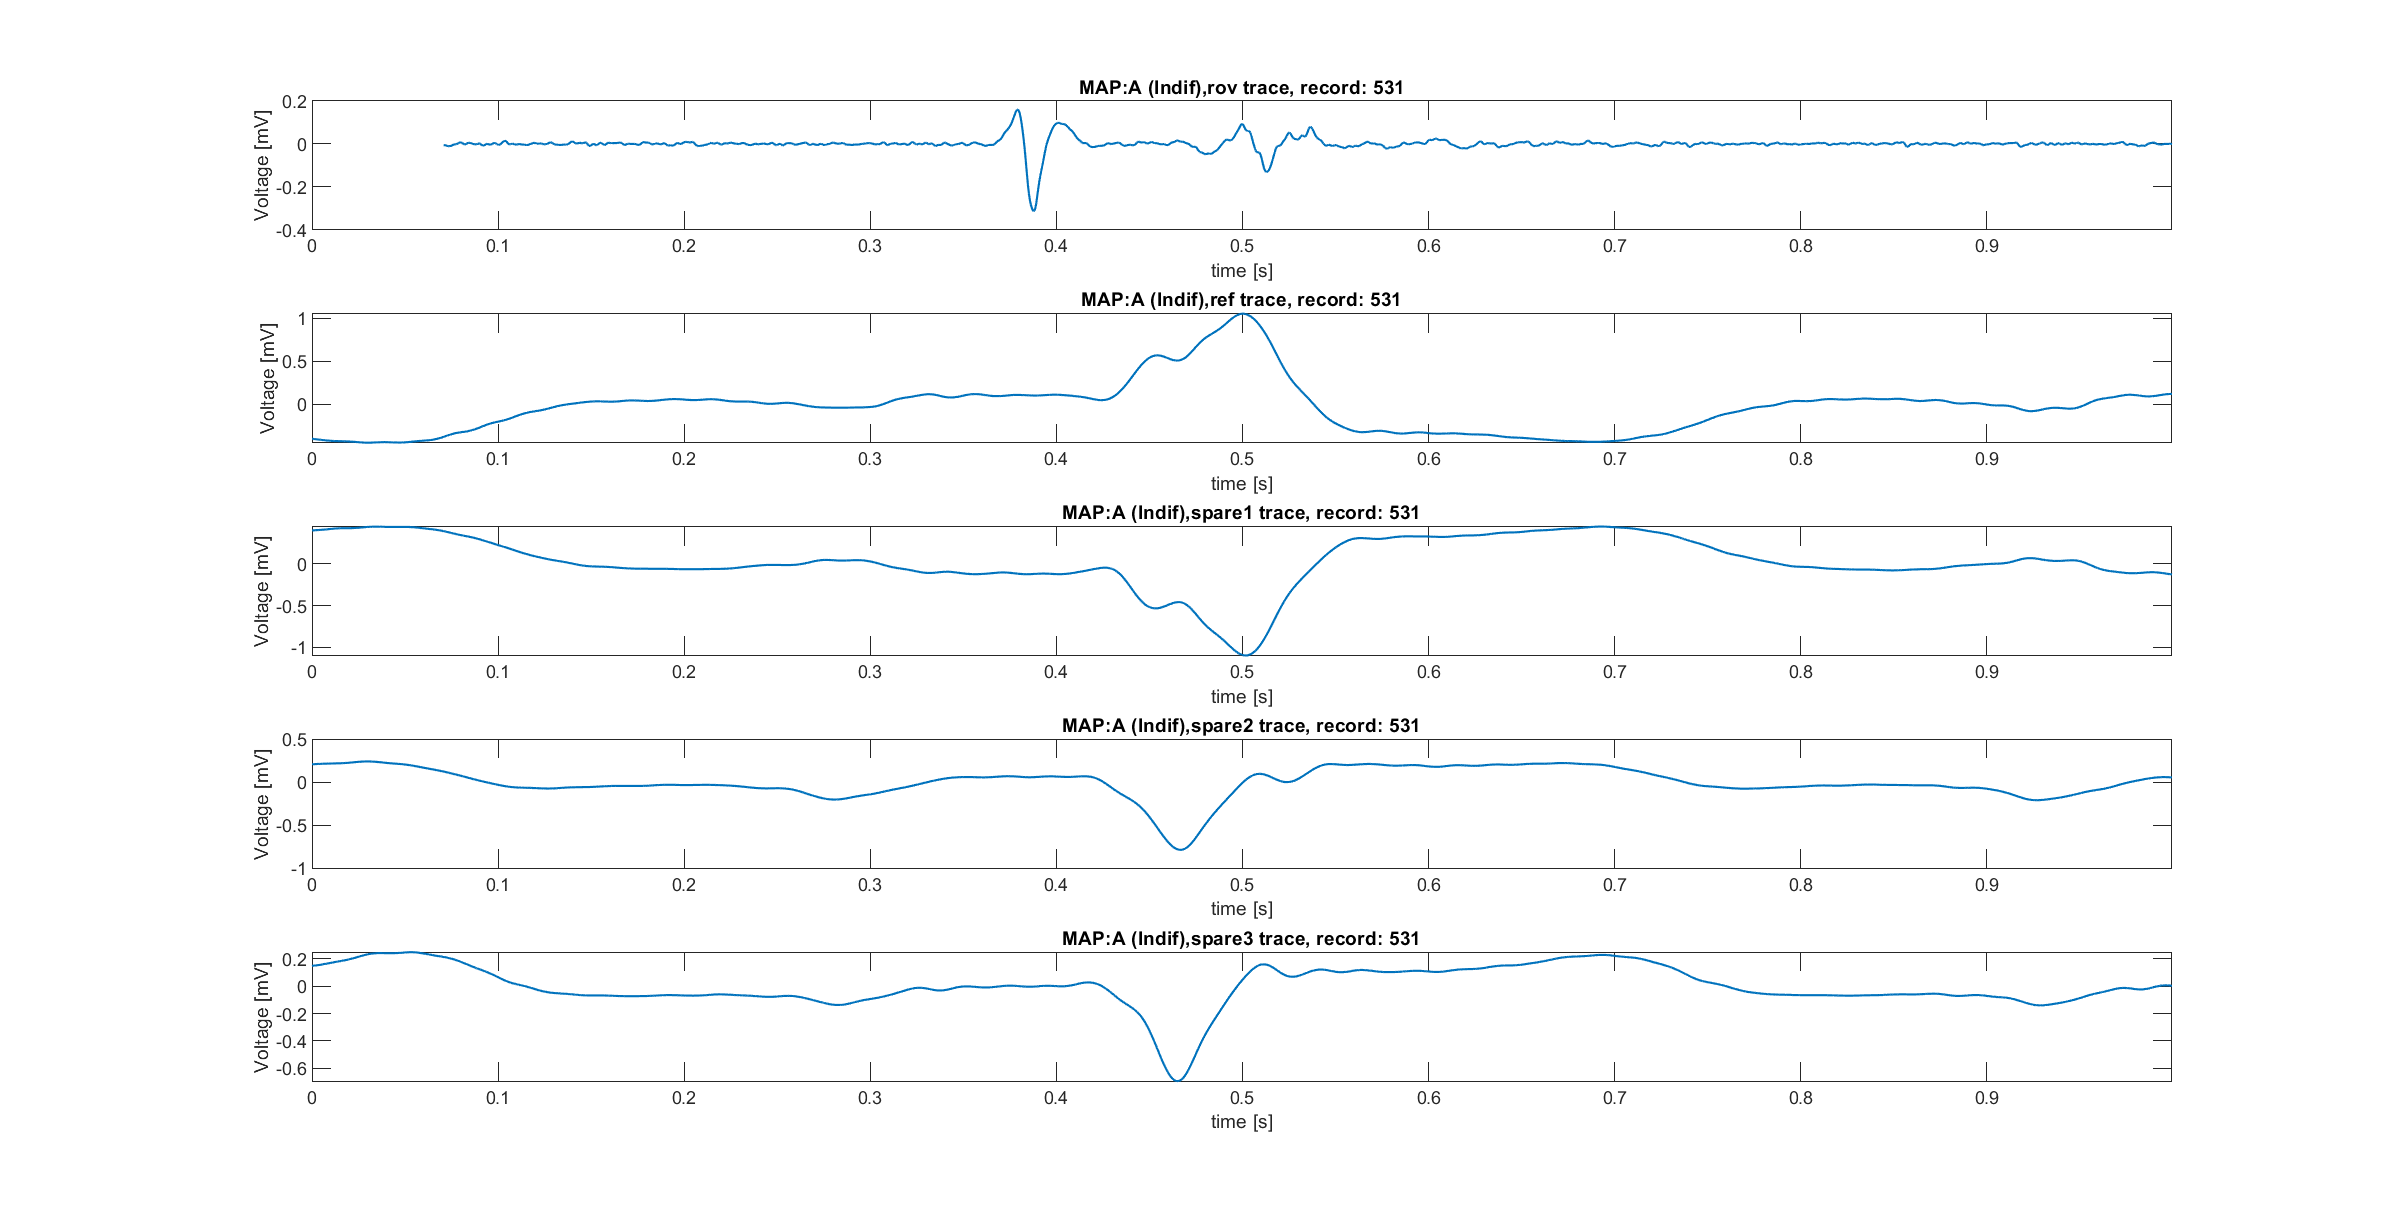 MAP:A (Indif),rov trace, record: 531
Voltage [mV]
0.2
0
-0.2
-0.4
0 0.1 0.2 0.3 0.4 0.5 0.6 0.7 0.8 0.9
time [s]
MAP:A (Indif),ref trace, record: 531
Voltage [mV]
1
0.5
0
0 0.1 0.2 0.3 0.4 0.5 0.6 0.7 0.8 0.9
time [s]
MAP:A (Indif),spare1 trace, record: 531
Voltage [mV]
0
-0.5
-1
0 0.1 0.2 0.3 0.4 0.5 0.6 0.7 0.8 0.9
time [s]
MAP:A (Indif),spare2 trace, record: 531
Voltage [mV]
0.5
0
-0.5
-1
0 0.1 0.2 0.3 0.4 0.5 0.6 0.7 0.8 0.9
time [s]
MAP:A (Indif),spare3 trace, record: 531
Voltage [mV]
0.2
0
-0.2
-0.4
-0.6
0 0.1 0.2 0.3 0.4 0.5 0.6 0.7 0.8 0.9
time [s]